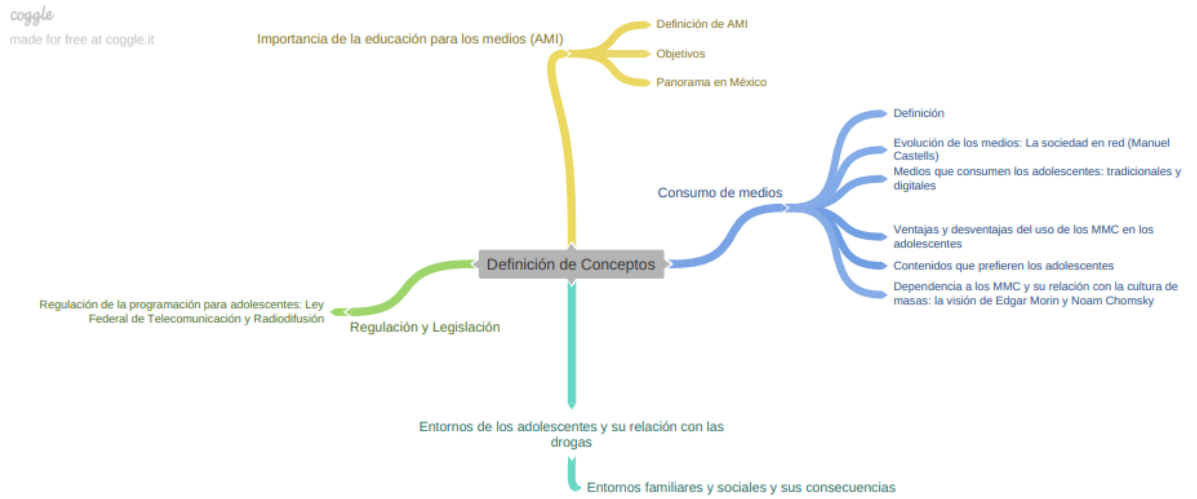 coggle
made for free at coggle.it
Importancia de la educación para los medios (AMI)
Definición de AMI
Objetivos
Panorama en México
Consumo de medios
Definición
Evolución de los medios: La sociedad en red (Manuel
Castells)
Medios que consumen los adolescentes: tradicionales y
digitales
Ventajas y desventajas del uso de los MMC en los
adolescentes
Contenidos que prefieren los adolescentes
Dependencia a los MMC y su relación con la cultura de
masas: la visión de Edgar Morin y Noam Chomsky
Definición de Conceptos
Regulación de la programación para adolescentes: Ley
Federal de Telecomunicación y Radiodifusión
Regulación y Legislación
Entornos de los adolescentes y su relación con las
drogas
Entornos familiares y sociales y sus consecuencias